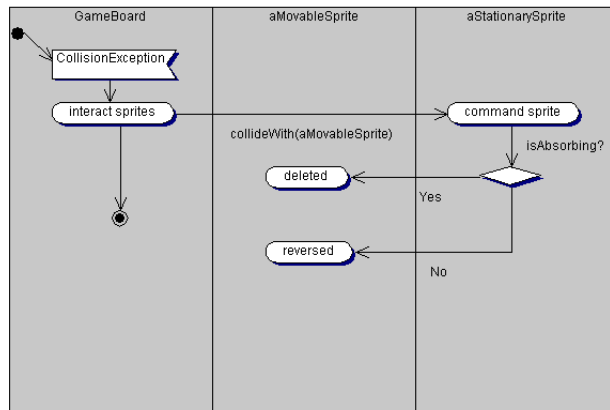 GameBoard
aMovableSprite
aStationarySprite
CollisionException
interact sprites
command sprite
collideWith(aMovableSprite)
isAbsorbing?
deleted
Yes
reversed
No